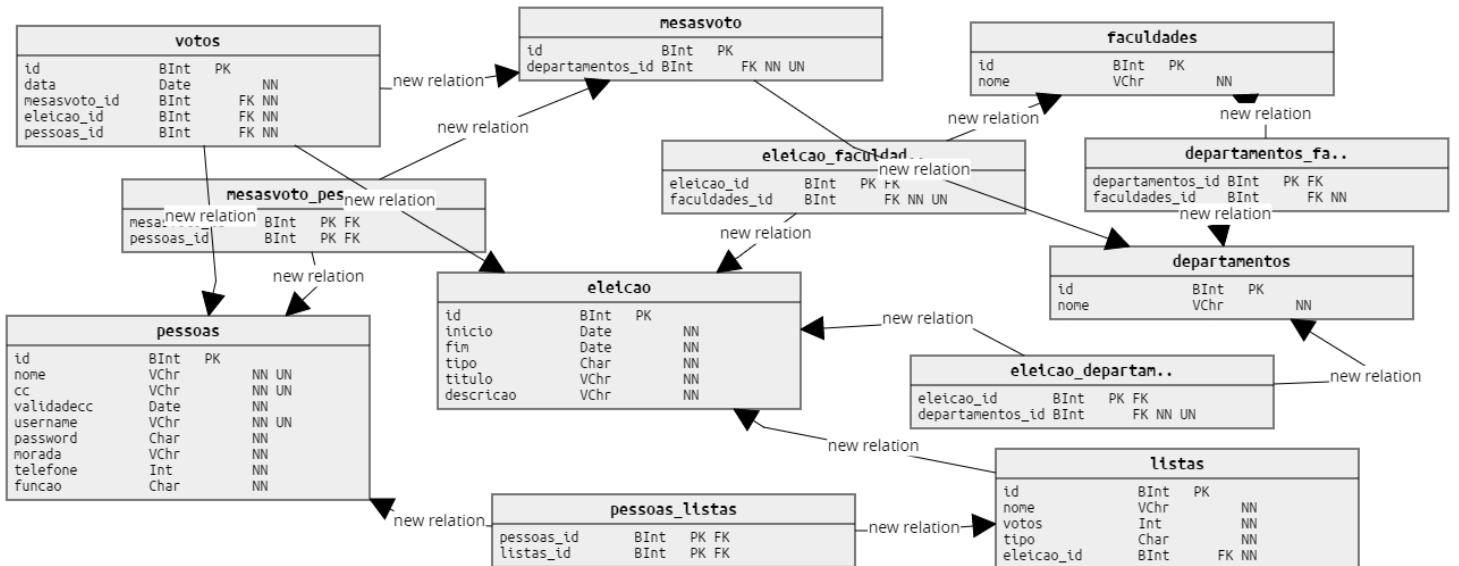 votos
id BInt PK
data Date NN
mesasvoto_id BInt FK NN
eleicao_id BInt FK NN
pessoas_id BInt FK NN
mesasvoto
id BInt PK
departamentos_id BInt FK NN UN
faculdades
id BInt PK
nome VChr NN
new relation
new relation
new relation
new relation
eleicao_faculdad..
eleicao_id BInt PK FK
faculdades_id BInt FK NN UN
new relation
departamentos_fa..
departamentos_id BInt PK FK
faculdades_id BInt FK NN
new relation
mesasvoto_pes
BInt PK FK
pessoas_id BInt PK FK
new relation
new relation
new relation
new relation
departamentos
id BInt PK
nome VChr NN
eleicao
id BInt PK
inicio Date NN
fim Date NN
tipo Char NN
titulo VChr NN
descricao VChr NN
pessoas
id BInt PK
nome VChr NN UN
cc VChr NN UN
validadecc Date NN
username VChr NN UN
password Char NN
morada VChr NN
telefone Int NN
funcao Char NN
new relation
eleicao_departam..
eleicao_id BInt PK FK
departamentos_id BInt FK NN UN
new relation
new relation
listas
id BInt PK
nome VChr NN
votos Int NN
tipo Char NN
eleicao_id BInt FK NN
new relation
pessoas_listas
pessoas_id BInt PK FK
listas_id BInt PK FK
new relation